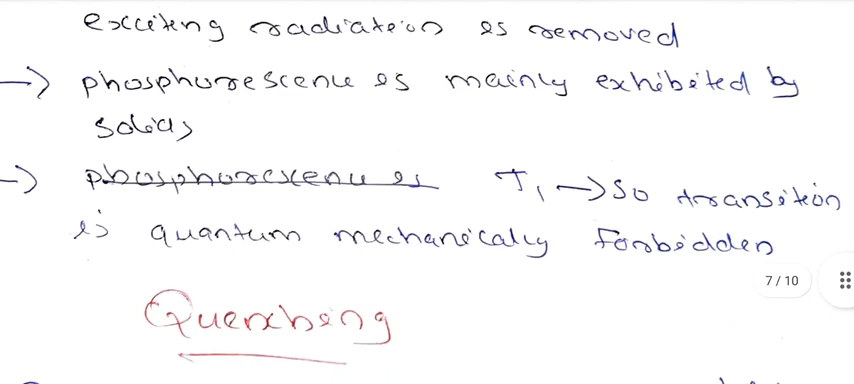 exciting radiation is removed
→ phosphorescence is mainly exhibited by
solids
→ phosphorescence is T₁ → S₀ transition
is quantum mechanically forbidden
7 / 10
Quenching